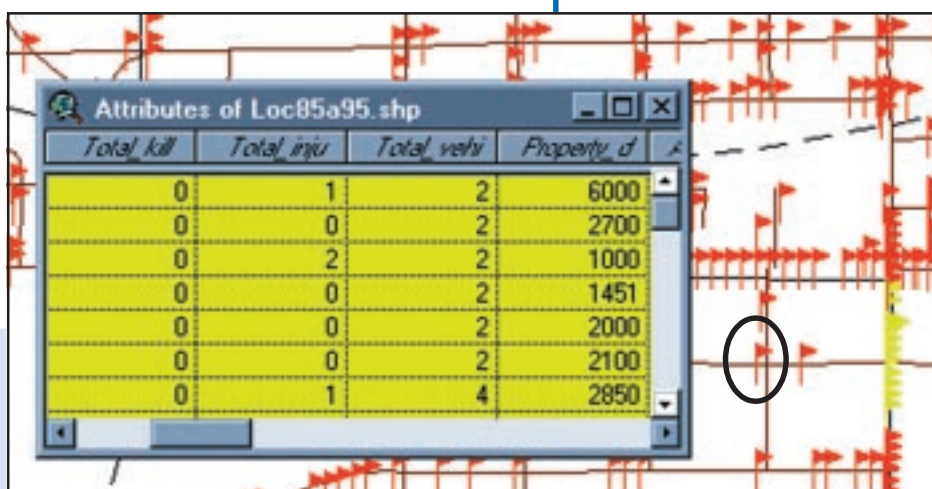 Attributes of Loc85a95.shp
Total_kill Total_inju Total_vehi Property_d
0 1 2 6000
0 0 2 2700
0 2 2 1000
0 0 2 1451
0 0 2 2000
0 0 2 2100
0 1 4 2850